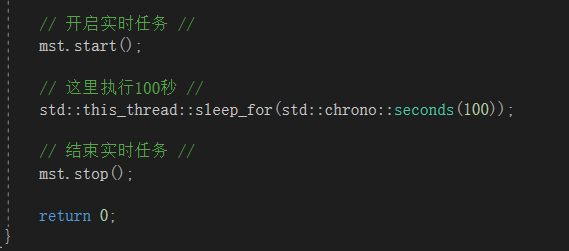 // 开启实时任务 //
mst.start();
// 这里执行100秒 //
std::this_thread::sleep_for(std::chrono::seconds(100));
// 结束实时任务 //
mst.stop();
return 0;
}